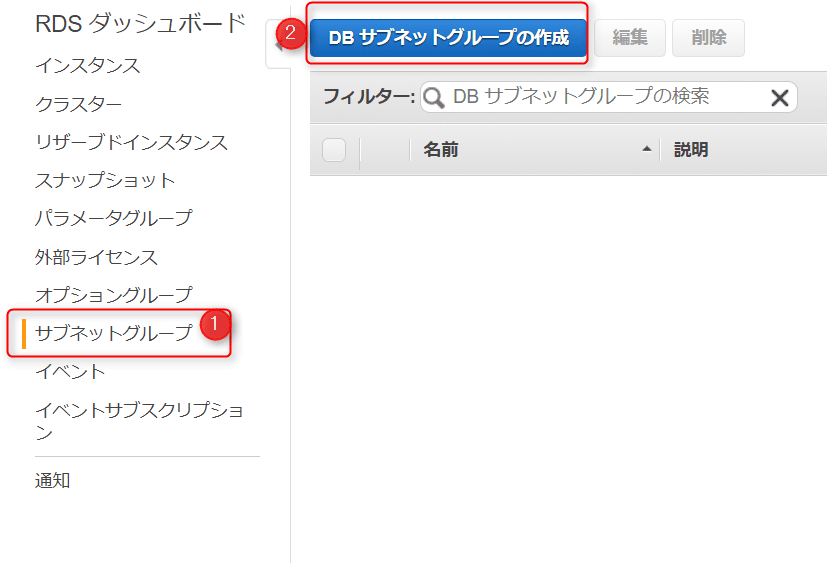 RDS ダッシュボード
インスタンス
クラスター
リザーブドインスタンス
スナップショット
パラメータグループ
外部ライセンス
オプショングループ
サブネットグループ
1
イベント
イベントサブスクリプショ
ン
通知
2
DB サブネットグループの作成 編集 削除
フィルター: DB サブネットグループの検索
名前 説明